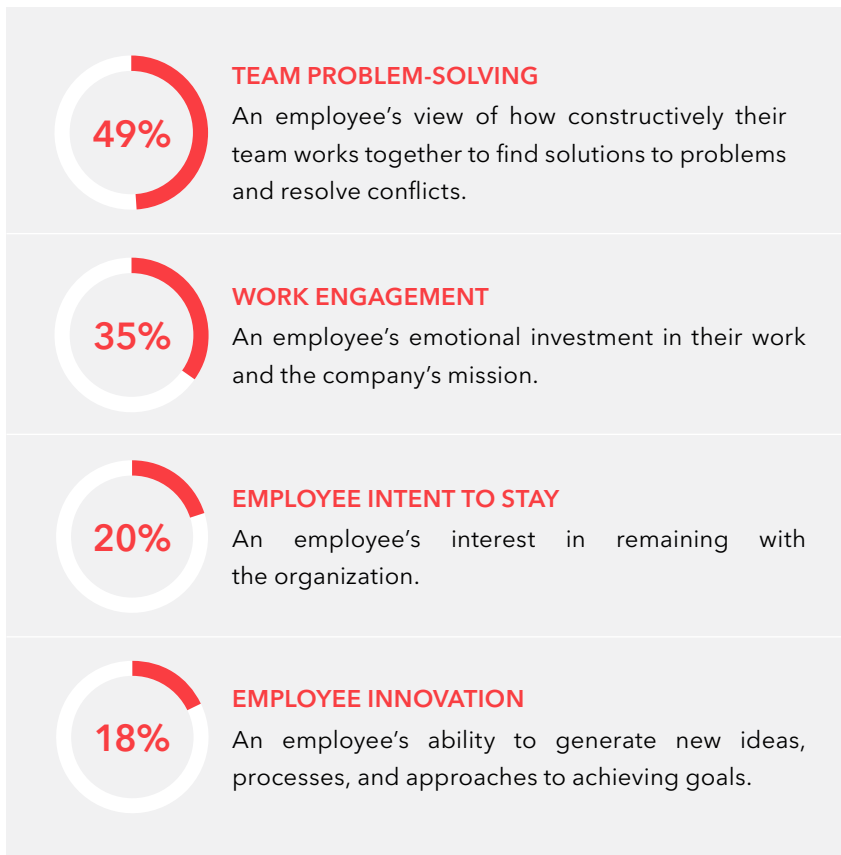 49%
TEAM PROBLEM-SOLVING
An employee’s view of how constructively their
team works together to find solutions to problems
and resolve conflicts.
35%
WORK ENGAGEMENT
An employee’s emotional investment in their work
and the company’s mission.
20%
EMPLOYEE INTENT TO STAY
An employee’s interest in remaining with
the organization.
18%
EMPLOYEE INNOVATION
An employee’s ability to generate new ideas,
processes, and approaches to achieving goals.